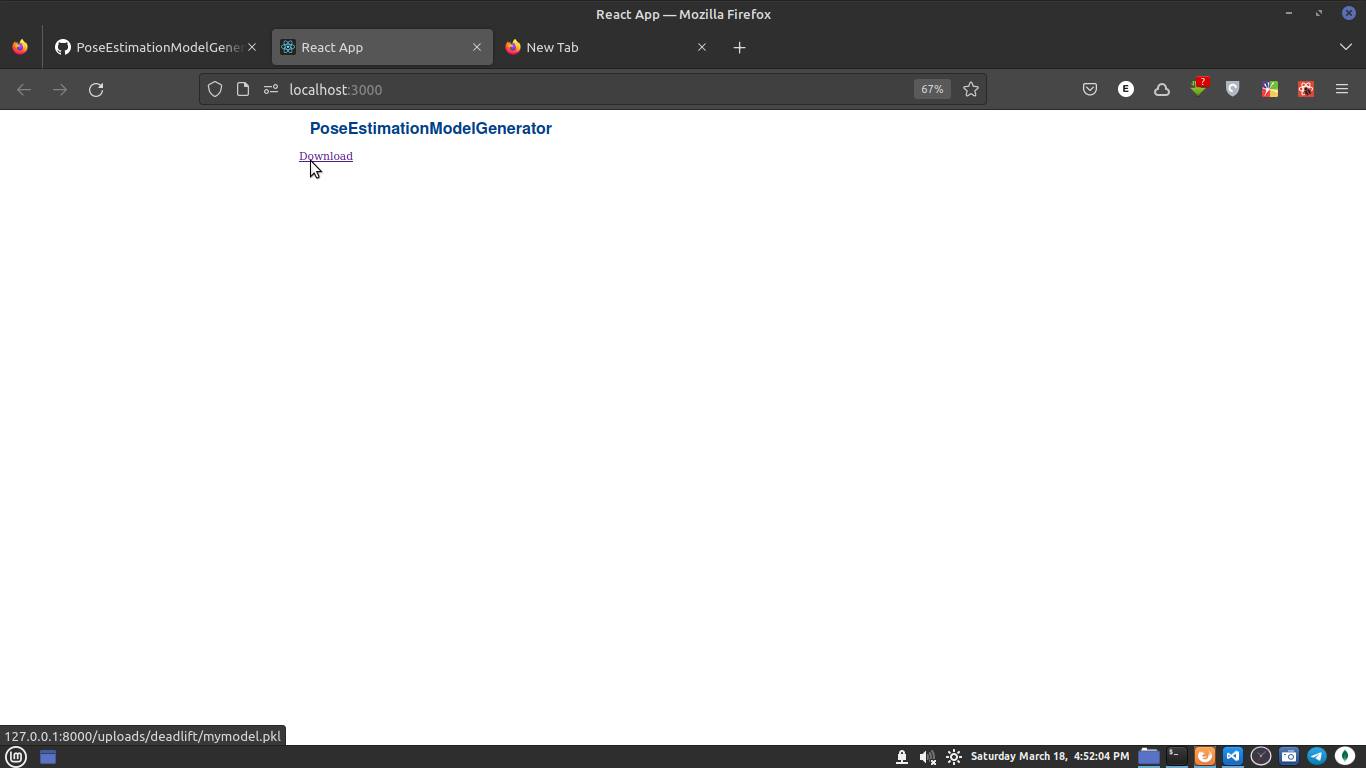 React App — Mozilla Firefox
PoseEstimationModelGener
React App
New Tab
localhost:3000
67%
E
?
PoseEstimationModelGenerator
Download
127.0.0.1:8000/uploads/deadlift/mymodel.pkl
Saturday March 18, 4:52:04 PM